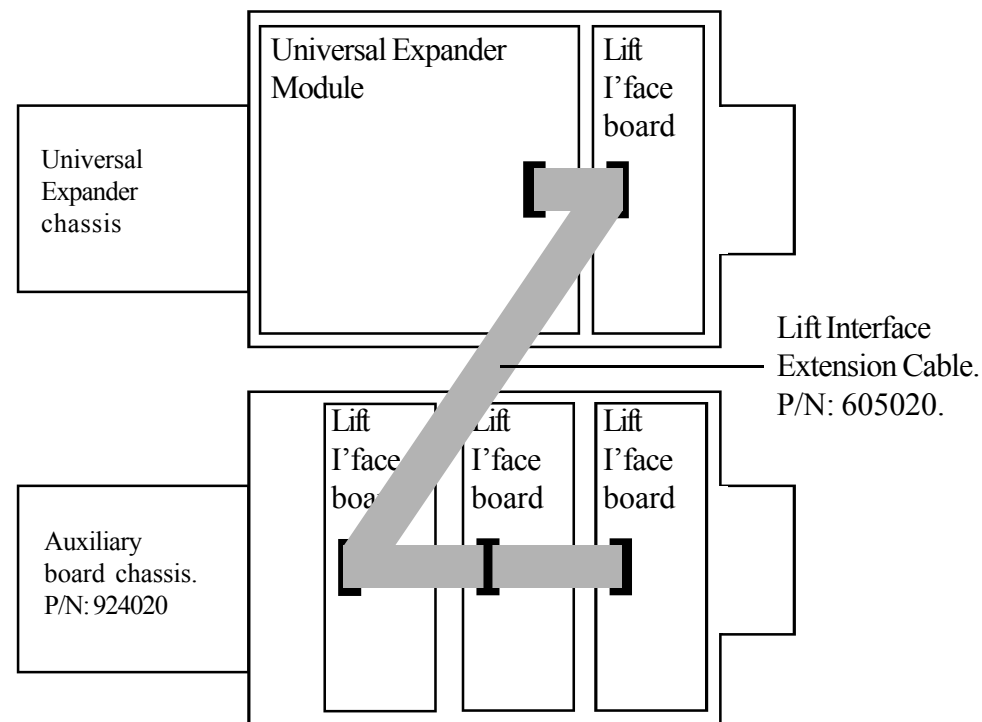 Universal Expander
Module
Lift
I’face
board
Universal
Expander
chassis
Lift Interface
Extension Cable.
P/N: 605020.
Lift
I’face
board
Lift
I’face
board
Lift
I’face
board
Auxiliary
board chassis.
P/N: 924020